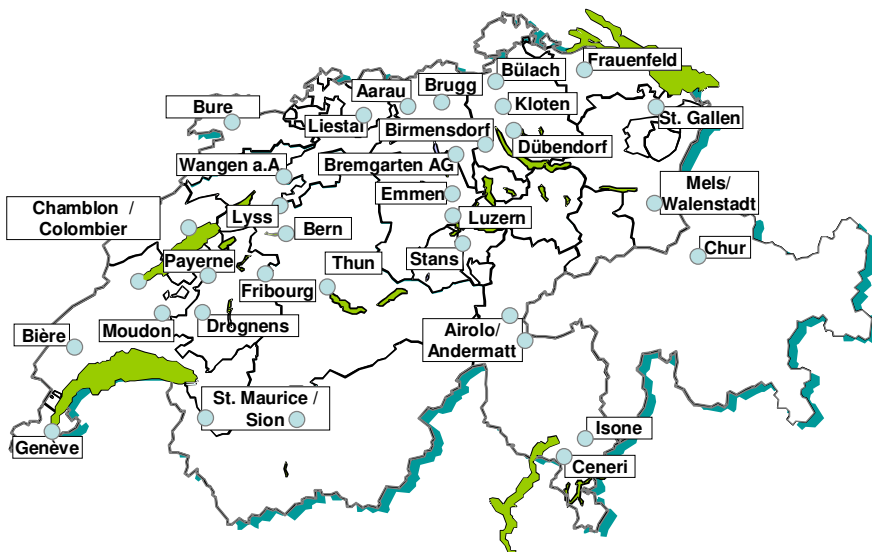 Frauenfeld
Bülach
Aarau
Brugg
Kloten
Bure
Liestal
Birmensdorf
St. Gallen
Dübendorf
Wangen a.A
Bremgarten AG
Emmen
Mels/
Walenstadt
Chamblon /
Colombier
Lyss
Luzern
Bern
Stans
Chur
Payerne
Thun
Fribourg
Moudon
Drognens
Bière
Airolo/
Andermatt
St. Maurice /
Sion
Isone
Genève
Ceneri